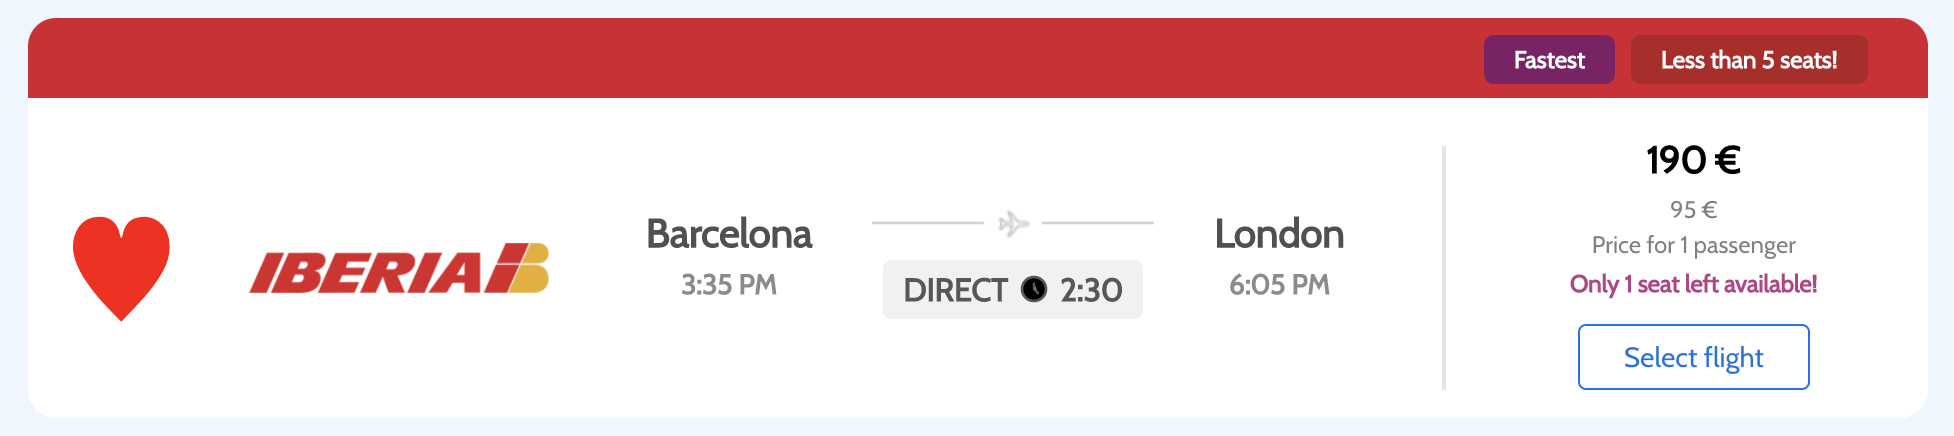 Fastest Less than 5 seats!
IBERIA
Barcelona
3:35 PM
DIRECT 2:30
London
6:05 PM
190 €
95 €
Price for 1 passenger
Only 1 seat left available!
Select flight